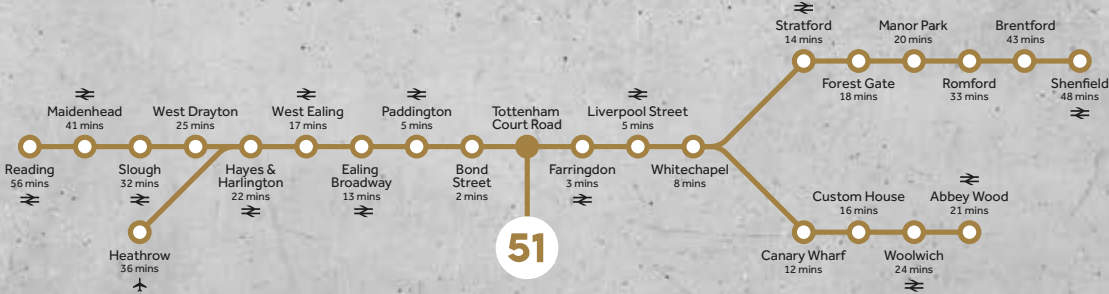 Maidenhead
41 mins
West Drayton
25 mins
West Ealing
17 mins
Paddington
5 mins
Tottenham
Court Road
Liverpool Street
5 mins
Reading
56 mins
Slough
32 mins
Hayes &
Harlington
22 mins
Ealing
Broadway
13 mins
Bond
Street
2 mins
Farringdon
3 mins
Whitechapel
8 mins
Heathrow
36 mins
51
Stratford
14 mins
Manor Park
20 mins
Brentford
43 mins
Forest Gate
18 mins
Romford
33 mins
Shenfield
48 mins
Custom House
16 mins
Abbey Wood
21 mins
Canary Wharf
12 mins
Woolwich
24 mins